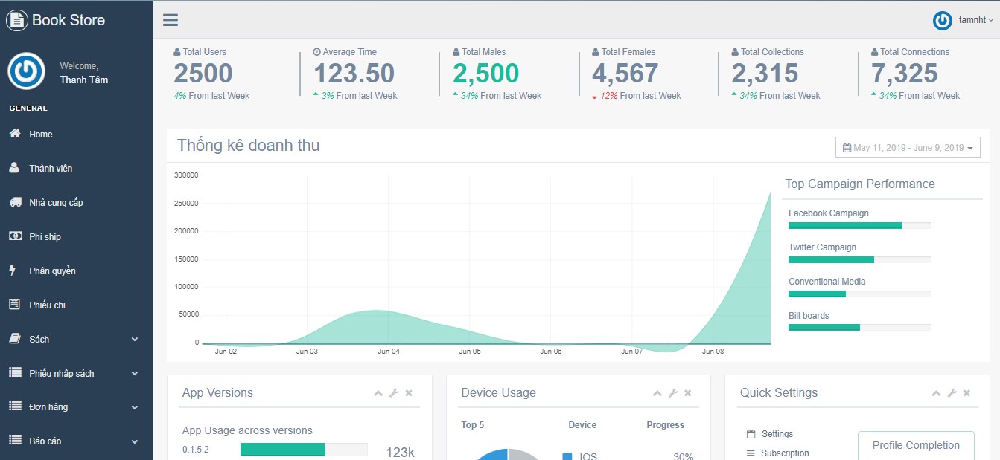 Book Store
Welcome,
Thanh Tâm
GENERAL
Home
Thành viên
Nhà cung cấp
Phí ship
Phân quyền
Phiếu chi
Sách
Phiếu nhập sách
Đơn hàng
Báo cáo
tamnht
Total Users
2500
4% From last Week
Average Time
123.50
3% From last Week
Total Males
2,500
34% From last Week
Total Females
4,567
12% From last Week
Total Collections
2,315
34% From last Week
Total Connections
7,325
34% From last Week
Thống kê doanh thu
May 11, 2019 - June 9, 2019
300000
250000
200000
150000
100000
50000
0
Jun 02 Jun 03 Jun 04 Jun 05 Jun 06 Jun 07 Jun 08
Top Campaign Performance
Facebook Campaign
Twitter Campaign
Conventional Media
Bill boards
App Versions
App Usage across versions
0.1.5.2 123k
Device Usage
Top 5 Device Progress
IOS 30%
Quick Settings
Settings
Subscription
Profile Completion